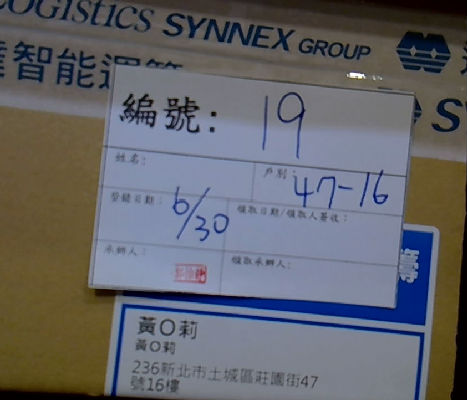 LOGISTICS SYNNEX GROUP
達智能運籌
編號: 19
姓名:
戶別: 47-16
登錄日期: 6/30
領取日期/領取人簽收:
承辦人:
領取承辦人:
籌
黃O莉
黃O莉
236新北市土城區莊園街47
號16樓